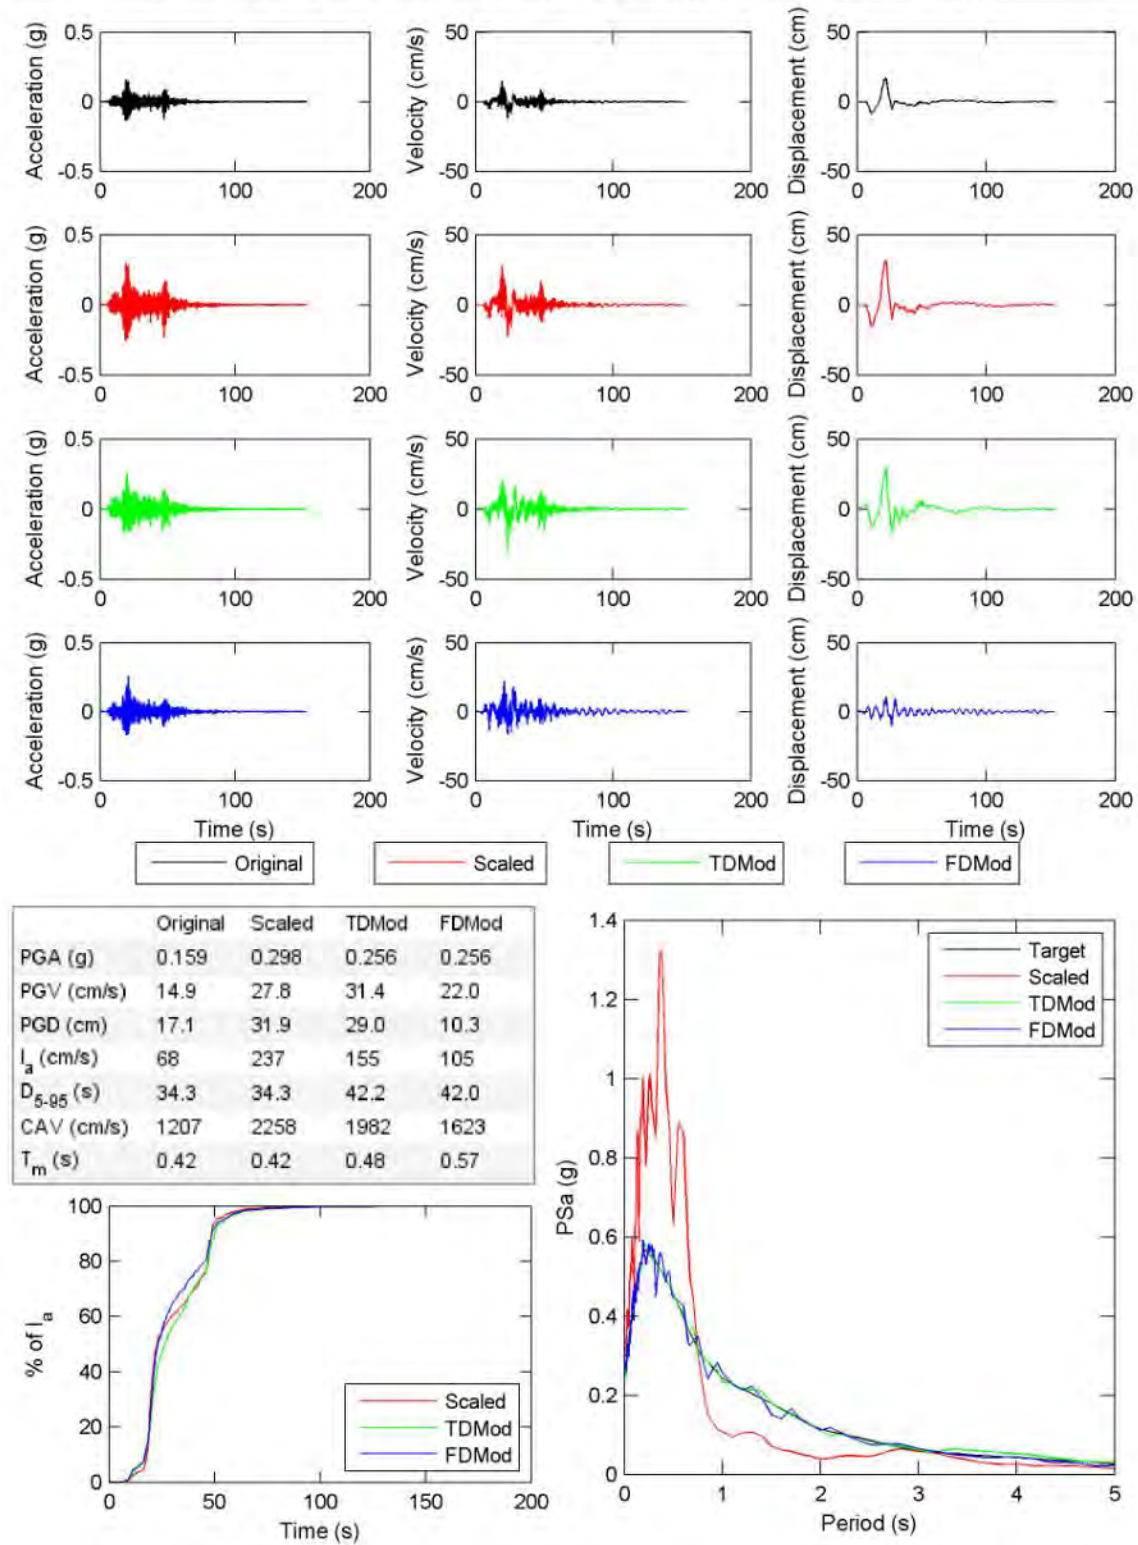 Acceleration (g)
0.5
0
-0.5
0 100 200
Velocity (cm/s)
50
0
-50
0 100 200
Displacement (cm)
50
0
-50
0 100 200
Acceleration (g)
0.5
0
-0.5
0 100 200
Velocity (cm/s)
50
0
-50
0 100 200
Displacement (cm)
50
0
-50
0 100 200
Acceleration (g)
0.5
0
-0.5
0 100 200
Velocity (cm/s)
50
0
-50
0 100 200
Displacement (cm)
50
0
-50
0 100 200
Acceleration (g)
0.5
0
-0.5
0 100 200
Time (s)
Velocity (cm/s)
50
0
-50
0 100 200
Time (s)
Displacement (cm)
50
0
-50
0 100 200
Time (s)
Original
Scaled
TDMod
FDMod
Original Scaled TDMod FDMod
PGA (g) 0.159 0.298 0.256 0.256
PGV (cm/s) 14.9 27.8 31.4 22.0
PGD (cm) 17.1 31.9 29.0 10.3
I_a (cm/s) 68 237 155 105
D_5-95 (s) 34.3 34.3 42.2 42.0
CAV (cm/s) 1207 2258 1982 1623
T_m (s) 0.42 0.42 0.48 0.57
% of I_a
100
80
60
40
20
0
0 50 100 150 200
Time (s)
Scaled
TDMod
FDMod
PSa (g)
1.4
1.2
1
0.8
0.6
0.4
0.2
0
0 1 2 3 4 5
Period (s)
Target
Scaled
TDMod
FDMod